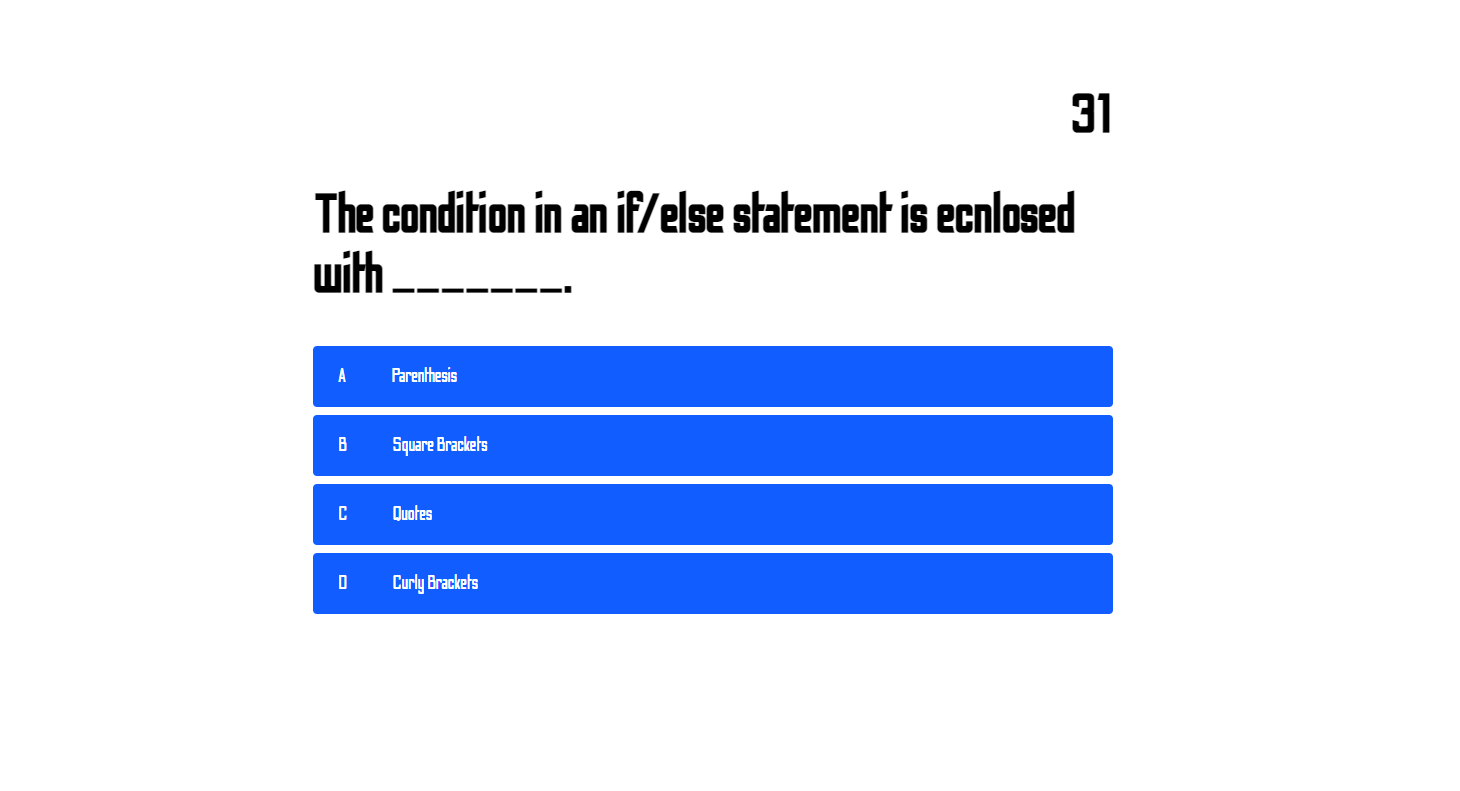 31
The condition in an if/else statement is ecnlosed
with _______.
A Parenthesis
B Square Brackets
C Quotes
D Curly Brackets